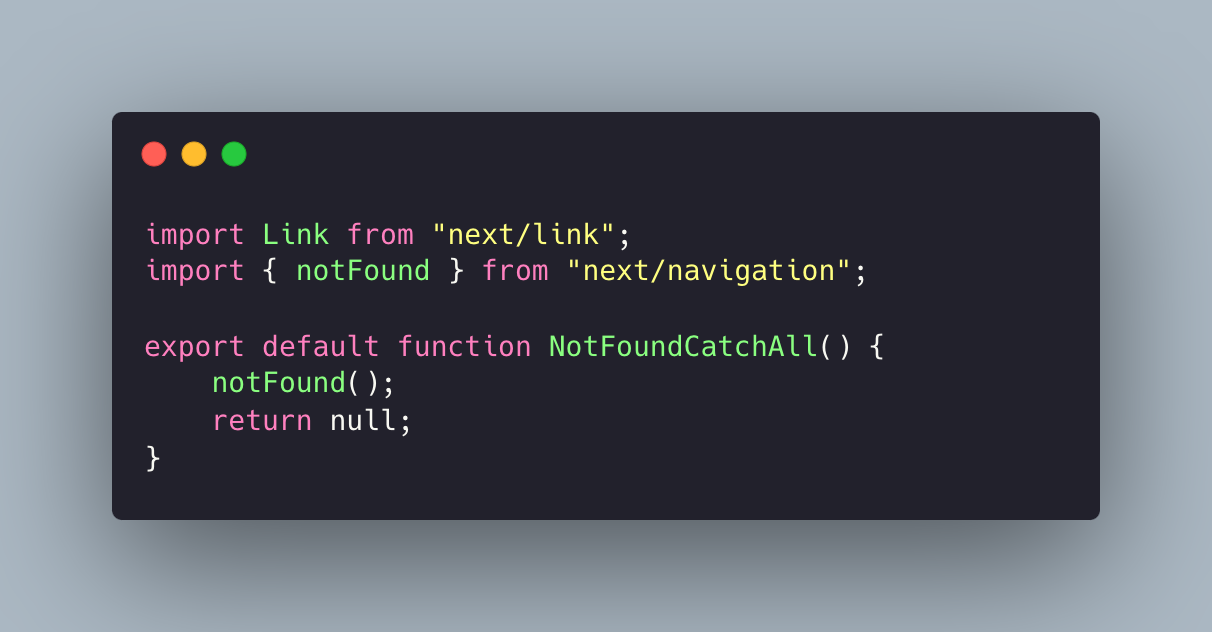 import Link from "next/link";
import { notFound } from "next/navigation";
export default function NotFoundCatchAll() {
    notFound();
    return null;
}